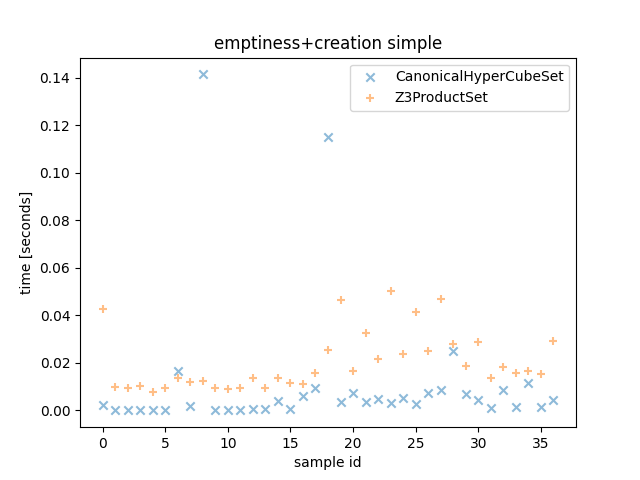 emptiness+creation simple
CanonicalHyperCubeSet
Z3ProductSet
time [seconds]
0.14
0.12
0.10
0.08
0.06
0.04
0.02
0.00
0 5 10 15 20 25 30 35
sample id